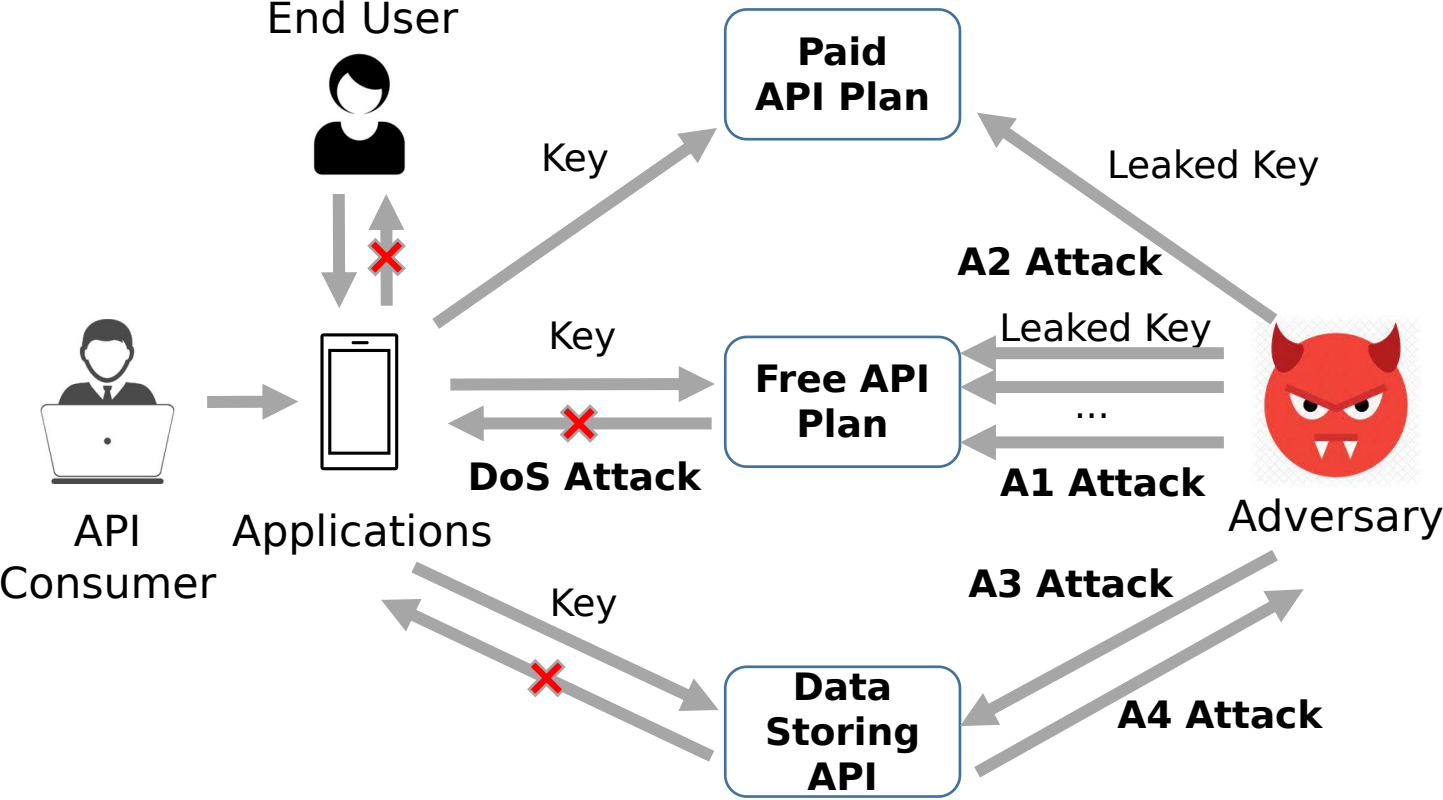 End User
Paid
API Plan
Key
Leaked Key
A2 Attack
Key
Leaked Key
Free API
Plan
...
DoS Attack
A1 Attack
API
Consumer
Applications
Adversary
Key
A3 Attack
Data
Storing
API
A4 Attack